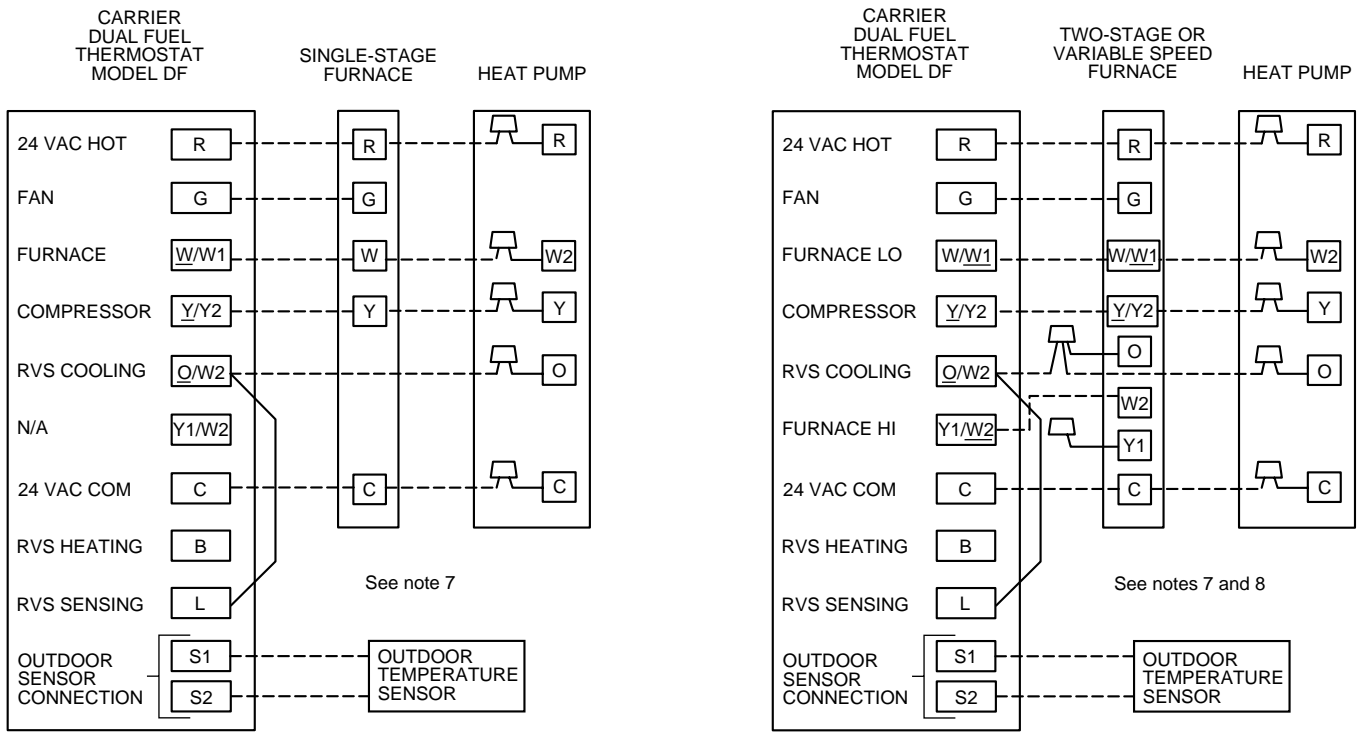 CARRIER
DUAL FUEL
THERMOSTAT
MODEL DF
SINGLE-STAGE
FURNACE
HEAT PUMP
24 VAC HOT R R R
FAN G G
FURNACE W/W1 W W2
COMPRESSOR Y/Y2 Y Y
RVS COOLING O/W2 O
N/A Y1/W2
24 VAC COM C C C
RVS HEATING B
RVS SENSING L
See note 7
OUTDOOR
SENSOR
CONNECTION
S1
S2
OUTDOOR
TEMPERATURE
SENSOR
CARRIER
DUAL FUEL
THERMOSTAT
MODEL DF
TWO-STAGE OR
VARIABLE SPEED
FURNACE
HEAT PUMP
24 VAC HOT R R R
FAN G G
FURNACE LO W/W1 W/W1 W2
COMPRESSOR Y/Y2 Y/Y2 Y
RVS COOLING O/W2 O O
W2
FURNACE HI Y1/W2
Y1
24 VAC COM C C C
RVS HEATING B
RVS SENSING L
See notes 7 and 8
OUTDOOR
SENSOR
CONNECTION
S1
S2
OUTDOOR
TEMPERATURE
SENSOR